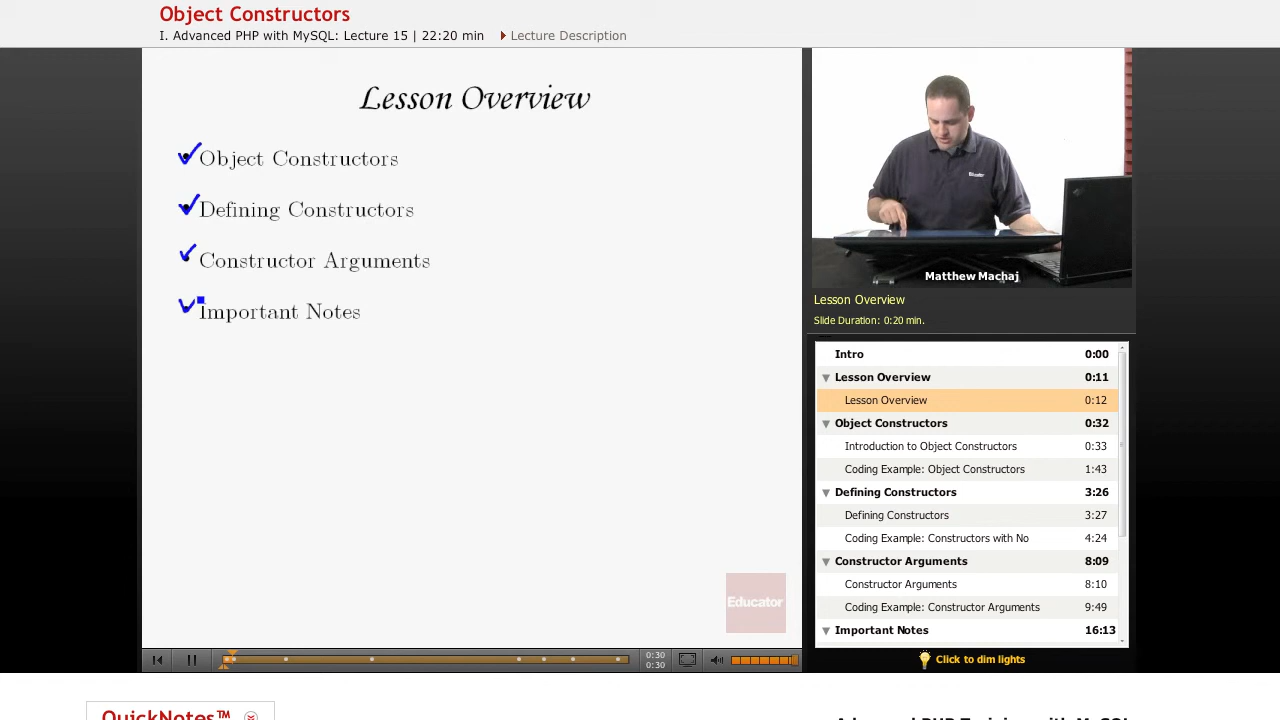 Object Constructors
I. Advanced PHP with MySQL: Lecture 15 | 22:20 min Lecture Description
Lesson Overview
Object Constructors
Defining Constructors
Constructor Arguments
Important Notes
Educator
Matthew Machaj
Lesson Overview
Slide Duration: 0:20 min.
Intro 0:00
Lesson Overview 0:11
Lesson Overview 0:12
Object Constructors 0:32
Introduction to Object Constructors 0:33
Coding Example: Object Constructors 1:43
Defining Constructors 3:26
Defining Constructors 3:27
Coding Example: Constructors with No 4:24
Constructor Arguments 8:09
Constructor Arguments 8:10
Coding Example: Constructor Arguments 9:49
Important Notes 16:13
0:30
0:30
Click to dim lights
QuickNotes™
Advanced PHP Training with MySQL